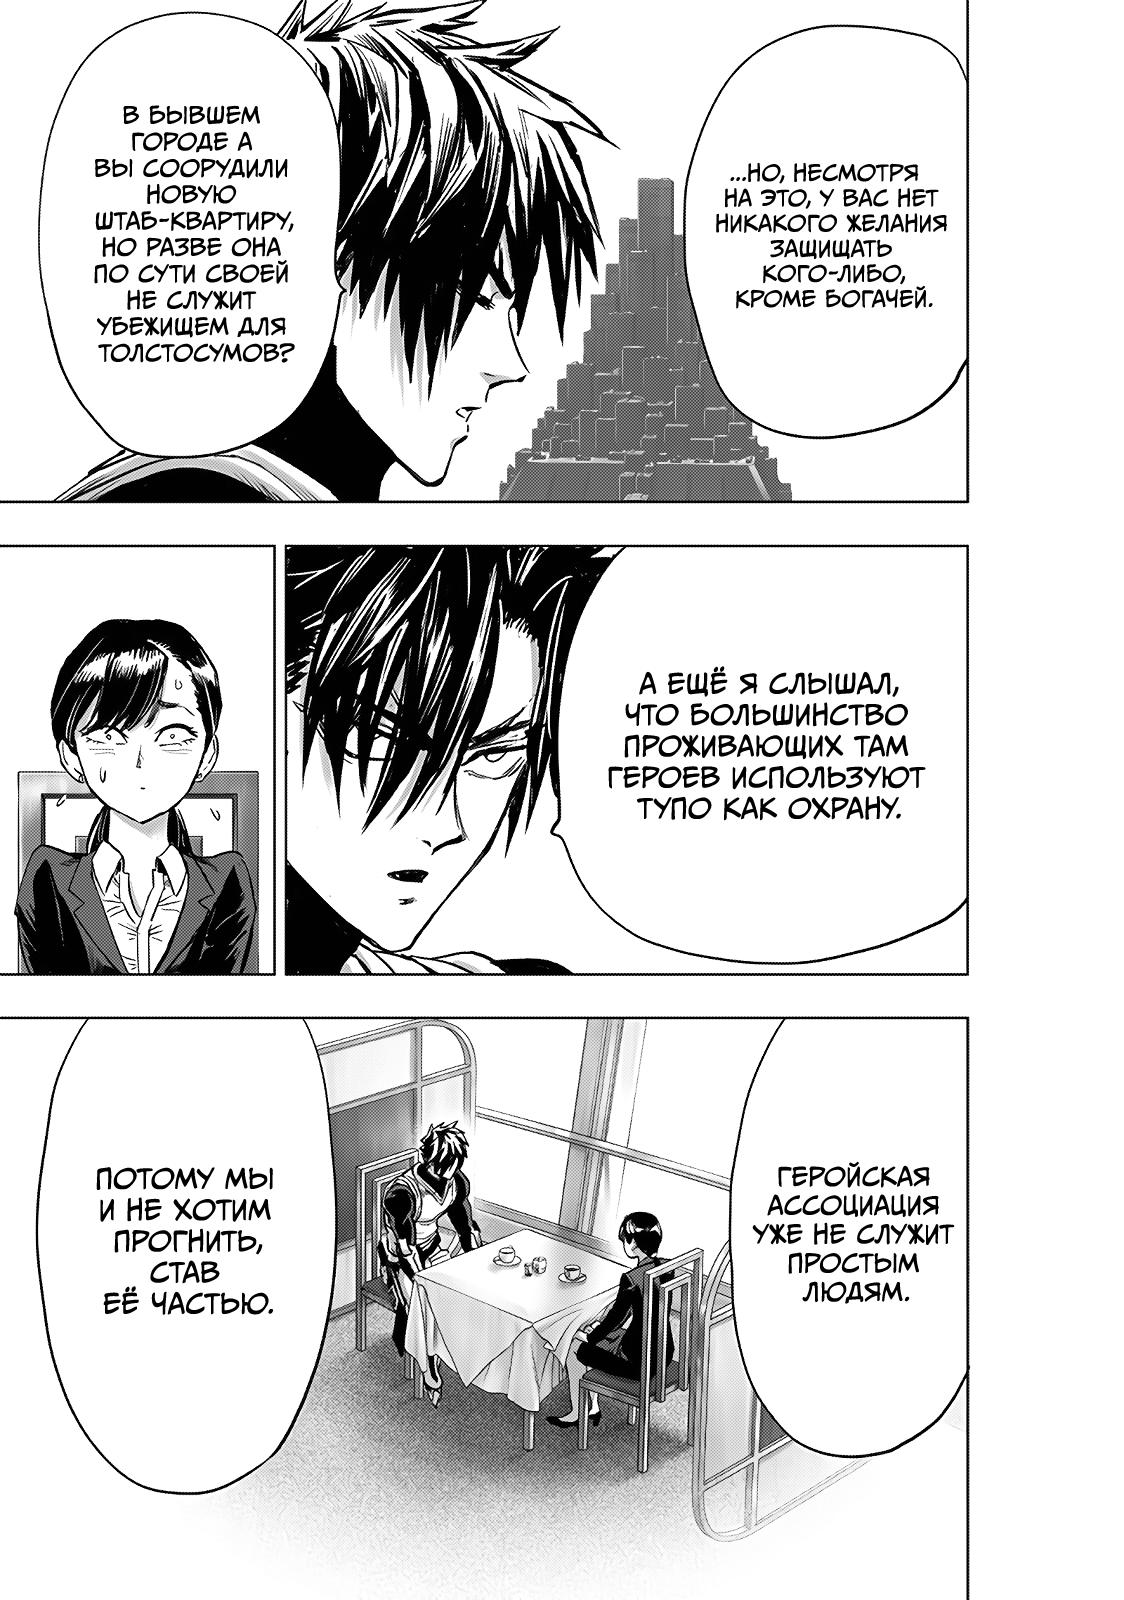 ...НО, НЕСМОТРЯ
НА ЭТО, У ВАС НЕТ
НИКАКОГО ЖЕЛАНИЯ
ЗАЩИЩАТЬ
КОГО-ЛИБО,
КРОМЕ БОГАЧЕЙ.
В БЫВШЕМ
ГОРОДЕ А
ВЫ СООРУДИЛИ
НОВУЮ
ШТАБ-КВАРТИРУ,
НО РАЗВЕ ОНА
ПО СУТИ СВОЕЙ
НЕ СЛУЖИТ
УБЕЖИЩЕМ ДЛЯ
ТОЛСТОСУМОВ?
А ЕЩЁ Я СЛЫШАЛ,
ЧТО БОЛЬШИНСТВО
ПРОЖИВАЮЩИХ ТАМ
ГЕРОЕВ ИСПОЛЬЗУЮТ
ТУПО КАК ОХРАНУ.
ГЕРОЙСКАЯ
АССОЦИАЦИЯ
УЖЕ НЕ СЛУЖИТ
ПРОСТЫМ
ЛЮДЯМ.
ПОТОМУ МЫ
И НЕ ХОТИМ
ПРОГНИТЬ,
СТАВ
ЕЁ ЧАСТЬЮ.